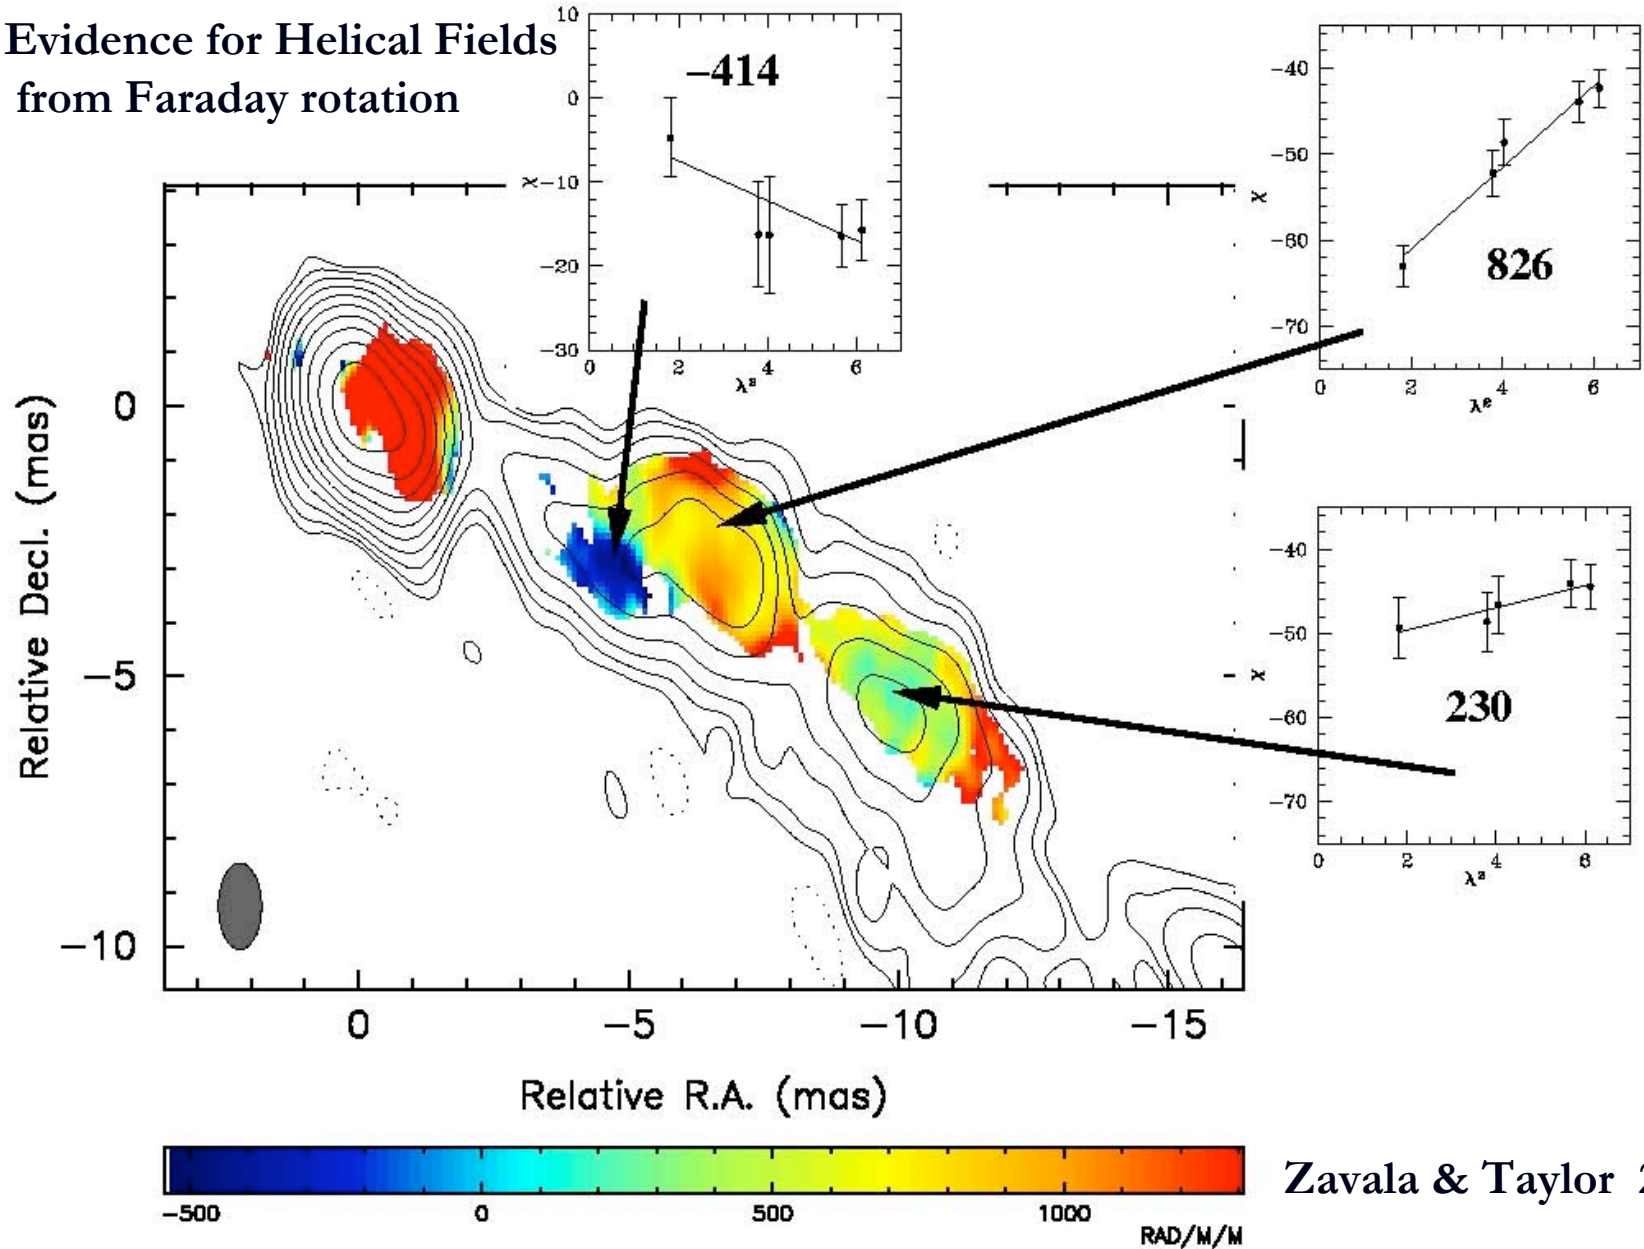 Evidence for Helical Fields
from Faraday rotation
10
0
−10
−20
−30
χ
−414
0 2 4 6
λ²
−40
−50
−60
−70
χ
826
0 2 4 6
λ²
−40
−50
−60
−70
χ
230
0 2 4 6
λ²
Relative Decl. (mas)
0
−5
−10
0 −5 −10 −15
Relative R.A. (mas)
−500 0 500 1000
RAD/M/M
Zavala & Taylor